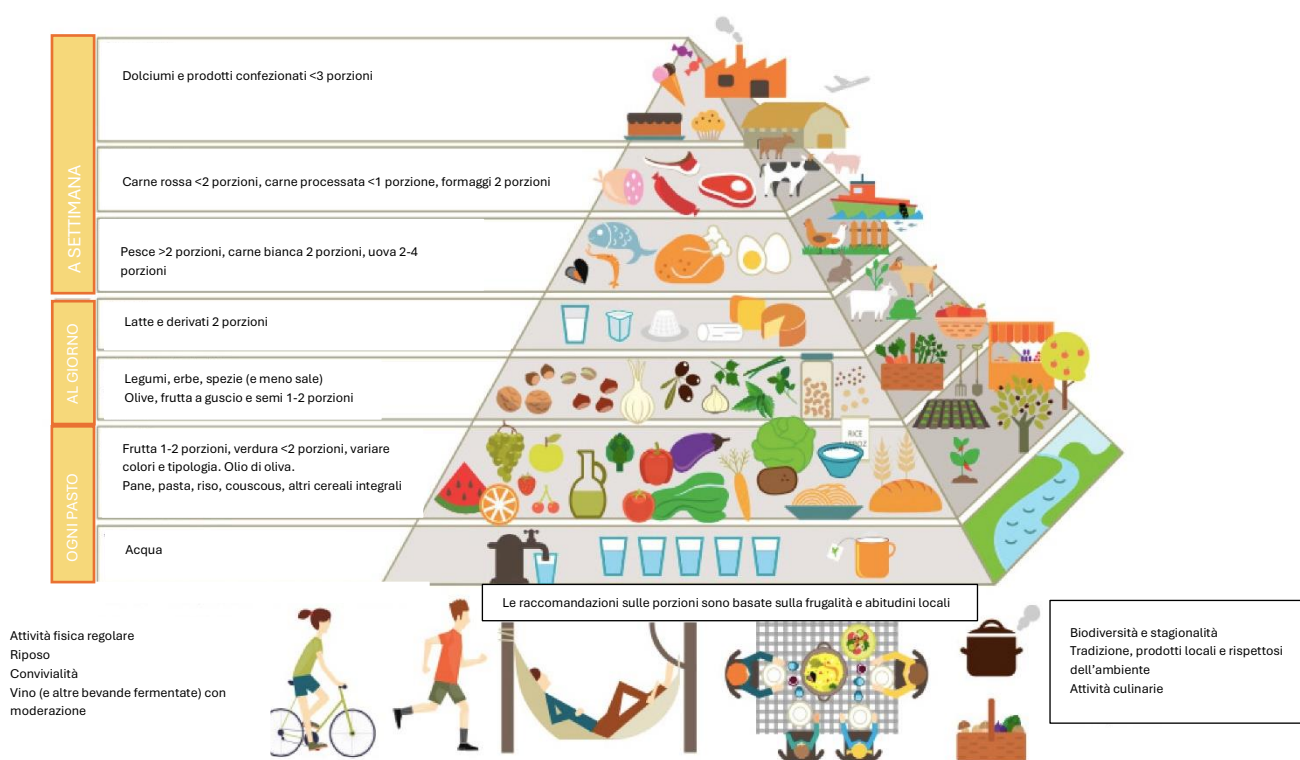 A SETTIMANA
Dolciumi e prodotti confezionati <3 porzioni
Carne rossa <2 porzioni, carne processata <1 porzione, formaggi 2 porzioni
Pesce >2 porzioni, carne bianca 2 porzioni, uova 2-4
porzioni
AL GIORNO
Latte e derivati 2 porzioni
Legumi, erbe, spezie (e meno sale)
Olive, frutta a guscio e semi 1-2 porzioni
OGNI PASTO
Frutta 1-2 porzioni, verdura <2 porzioni, variare
colori e tipologia. Olio di oliva.
Pane, pasta, riso, couscous, altri cereali integrali
RICE
Acqua
Le raccomandazioni sulle porzioni sono basate sulla frugalità e abitudini locali
Attività fisica regolare
Riposo
Convivialità
Vino (e altre bevande fermentate) con
moderazione
Biodiversità e stagionalità
Tradizione, prodotti locali e rispettosi
dell'ambiente
Attività culinarie